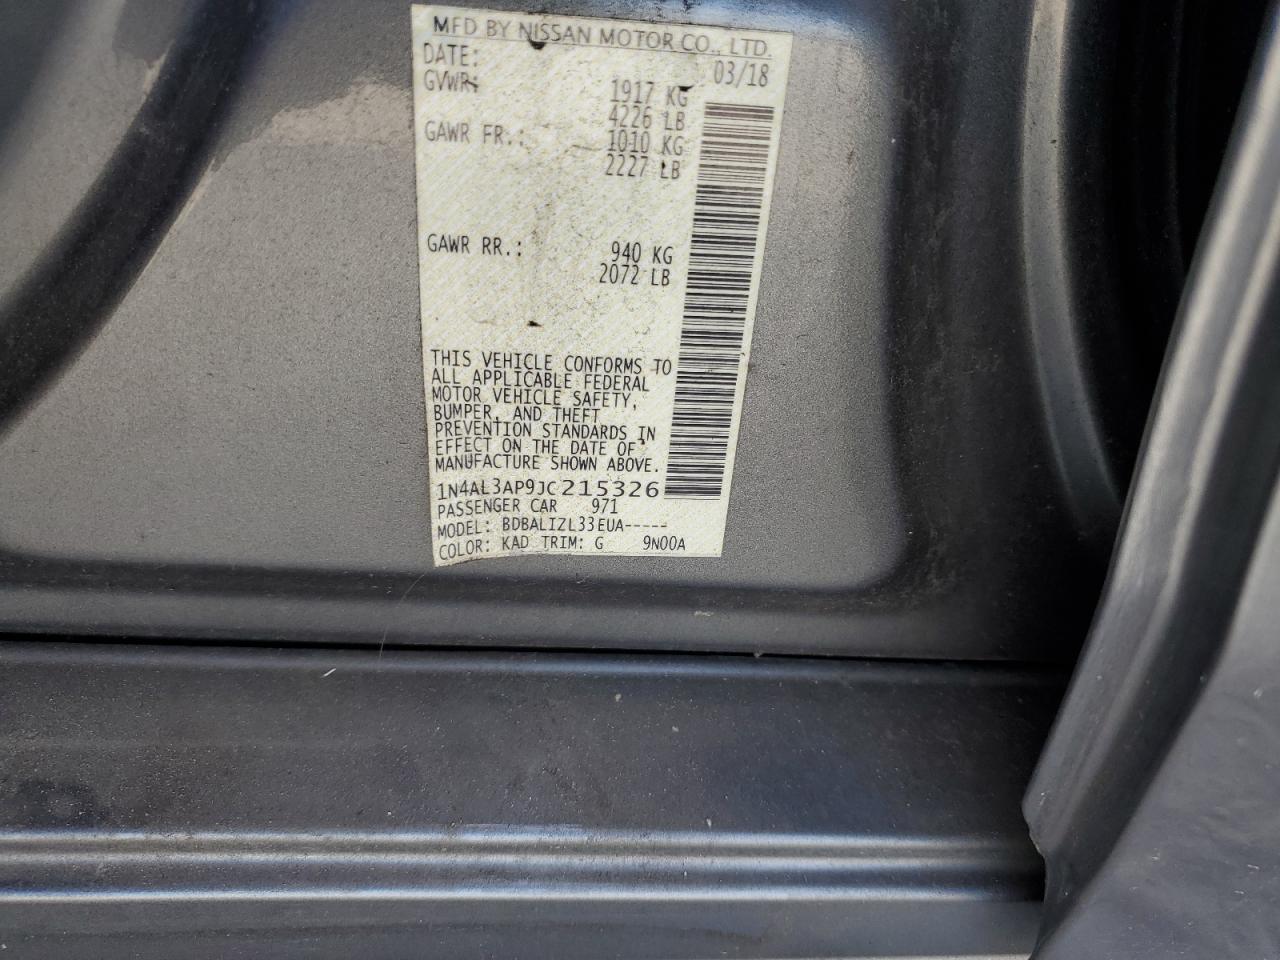 MFD BY NISSAN MOTOR CO., LTD.
DATE: 03/18
GVWR: 1917 KG
4226 LB
GAWR FR.: 1010 KG
2227 LB
GAWR RR.: 940 KG
2072 LB
THIS VEHICLE CONFORMS TO
ALL APPLICABLE FEDERAL
MOTOR VEHICLE SAFETY,
BUMPER, AND THEFT
PREVENTION STANDARDS IN
EFFECT ON THE DATE OF
MANUFACTURE SHOWN ABOVE.
1N4AL3AP9JC215326
PASSENGER CAR 971
MODEL: BDBALIZL33EUA-----
COLOR: KAD TRIM: G 9N00A